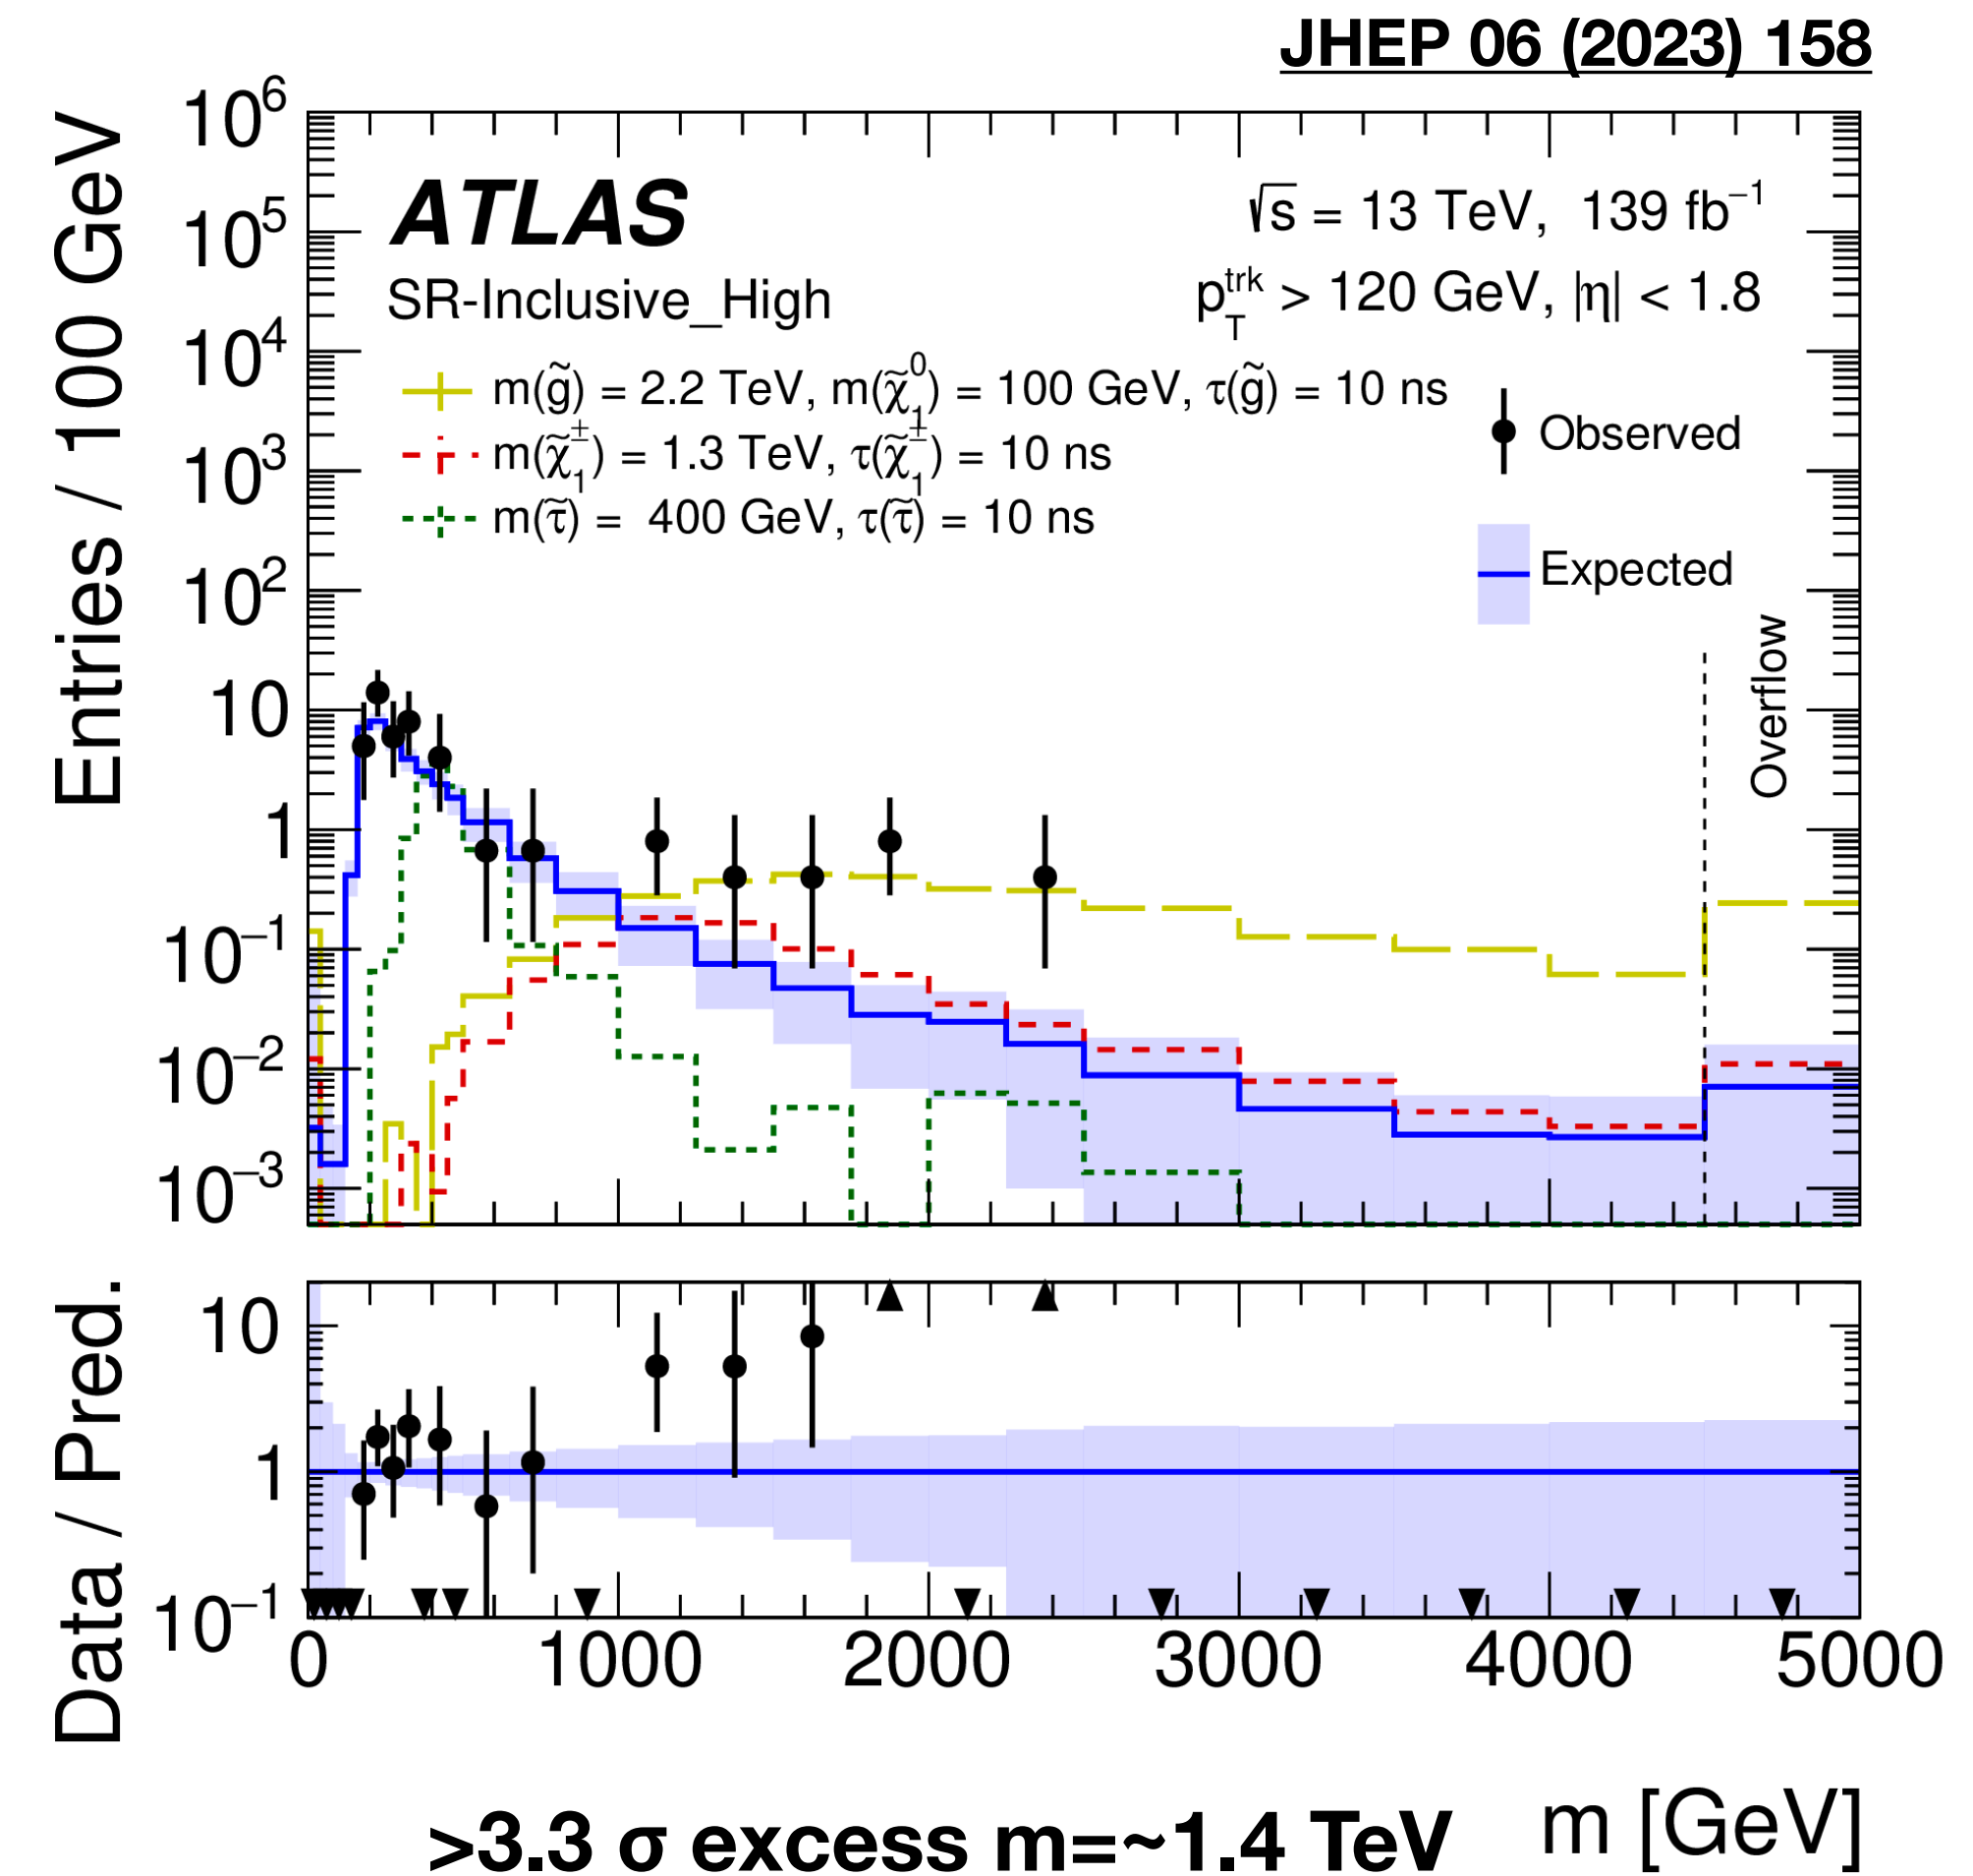 JHEP 06 (2023) 158
Entries / 100 GeV
10⁶
10⁵
10⁴
10³
10²
10
1
10⁻¹
10⁻²
10⁻³
ATLAS
√s = 13 TeV, 139 fb⁻¹
SR-Inclusive_High
p_T^trk > 120 GeV, |η| < 1.8
m(g̃) = 2.2 TeV, m(χ̃₁⁰) = 100 GeV, τ(g̃) = 10 ns
m(χ̃₁±) = 1.3 TeV, τ(χ̃₁±) = 10 ns
m(τ̃) = 400 GeV, τ(τ̃) = 10 ns
Observed
Expected
Overflow
Data / Pred.
10
1
10⁻¹
0 1000 2000 3000 4000 5000
m [GeV]
>3.3 σ excess m=~1.4 TeV